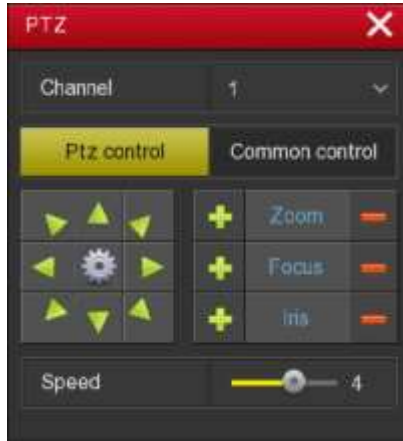 PTZ
Channel 1
Ptz control Common control
Zoom
Focus
Iris
Speed 4